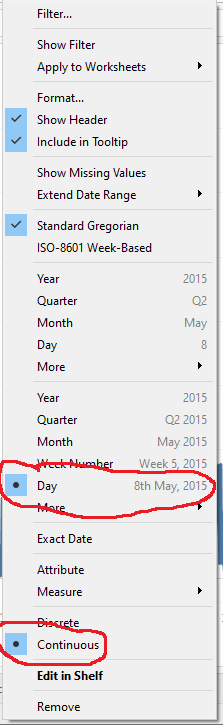 Filter...
Show Filter
Apply to Worksheets
Format...
Show Header
Include in Tooltip
Show Missing Values
Extend Date Range
Standard Gregorian
ISO-8601 Week-Based
Year 2015
Quarter Q2
Month May
Day 8
More
Year 2015
Quarter Q2 2015
Month May 2015
Week Number Week 5, 2015
Day 8th May, 2015
More
Exact Date
Attribute
Measure
Discrete
Continuous
Edit in Shelf
Remove